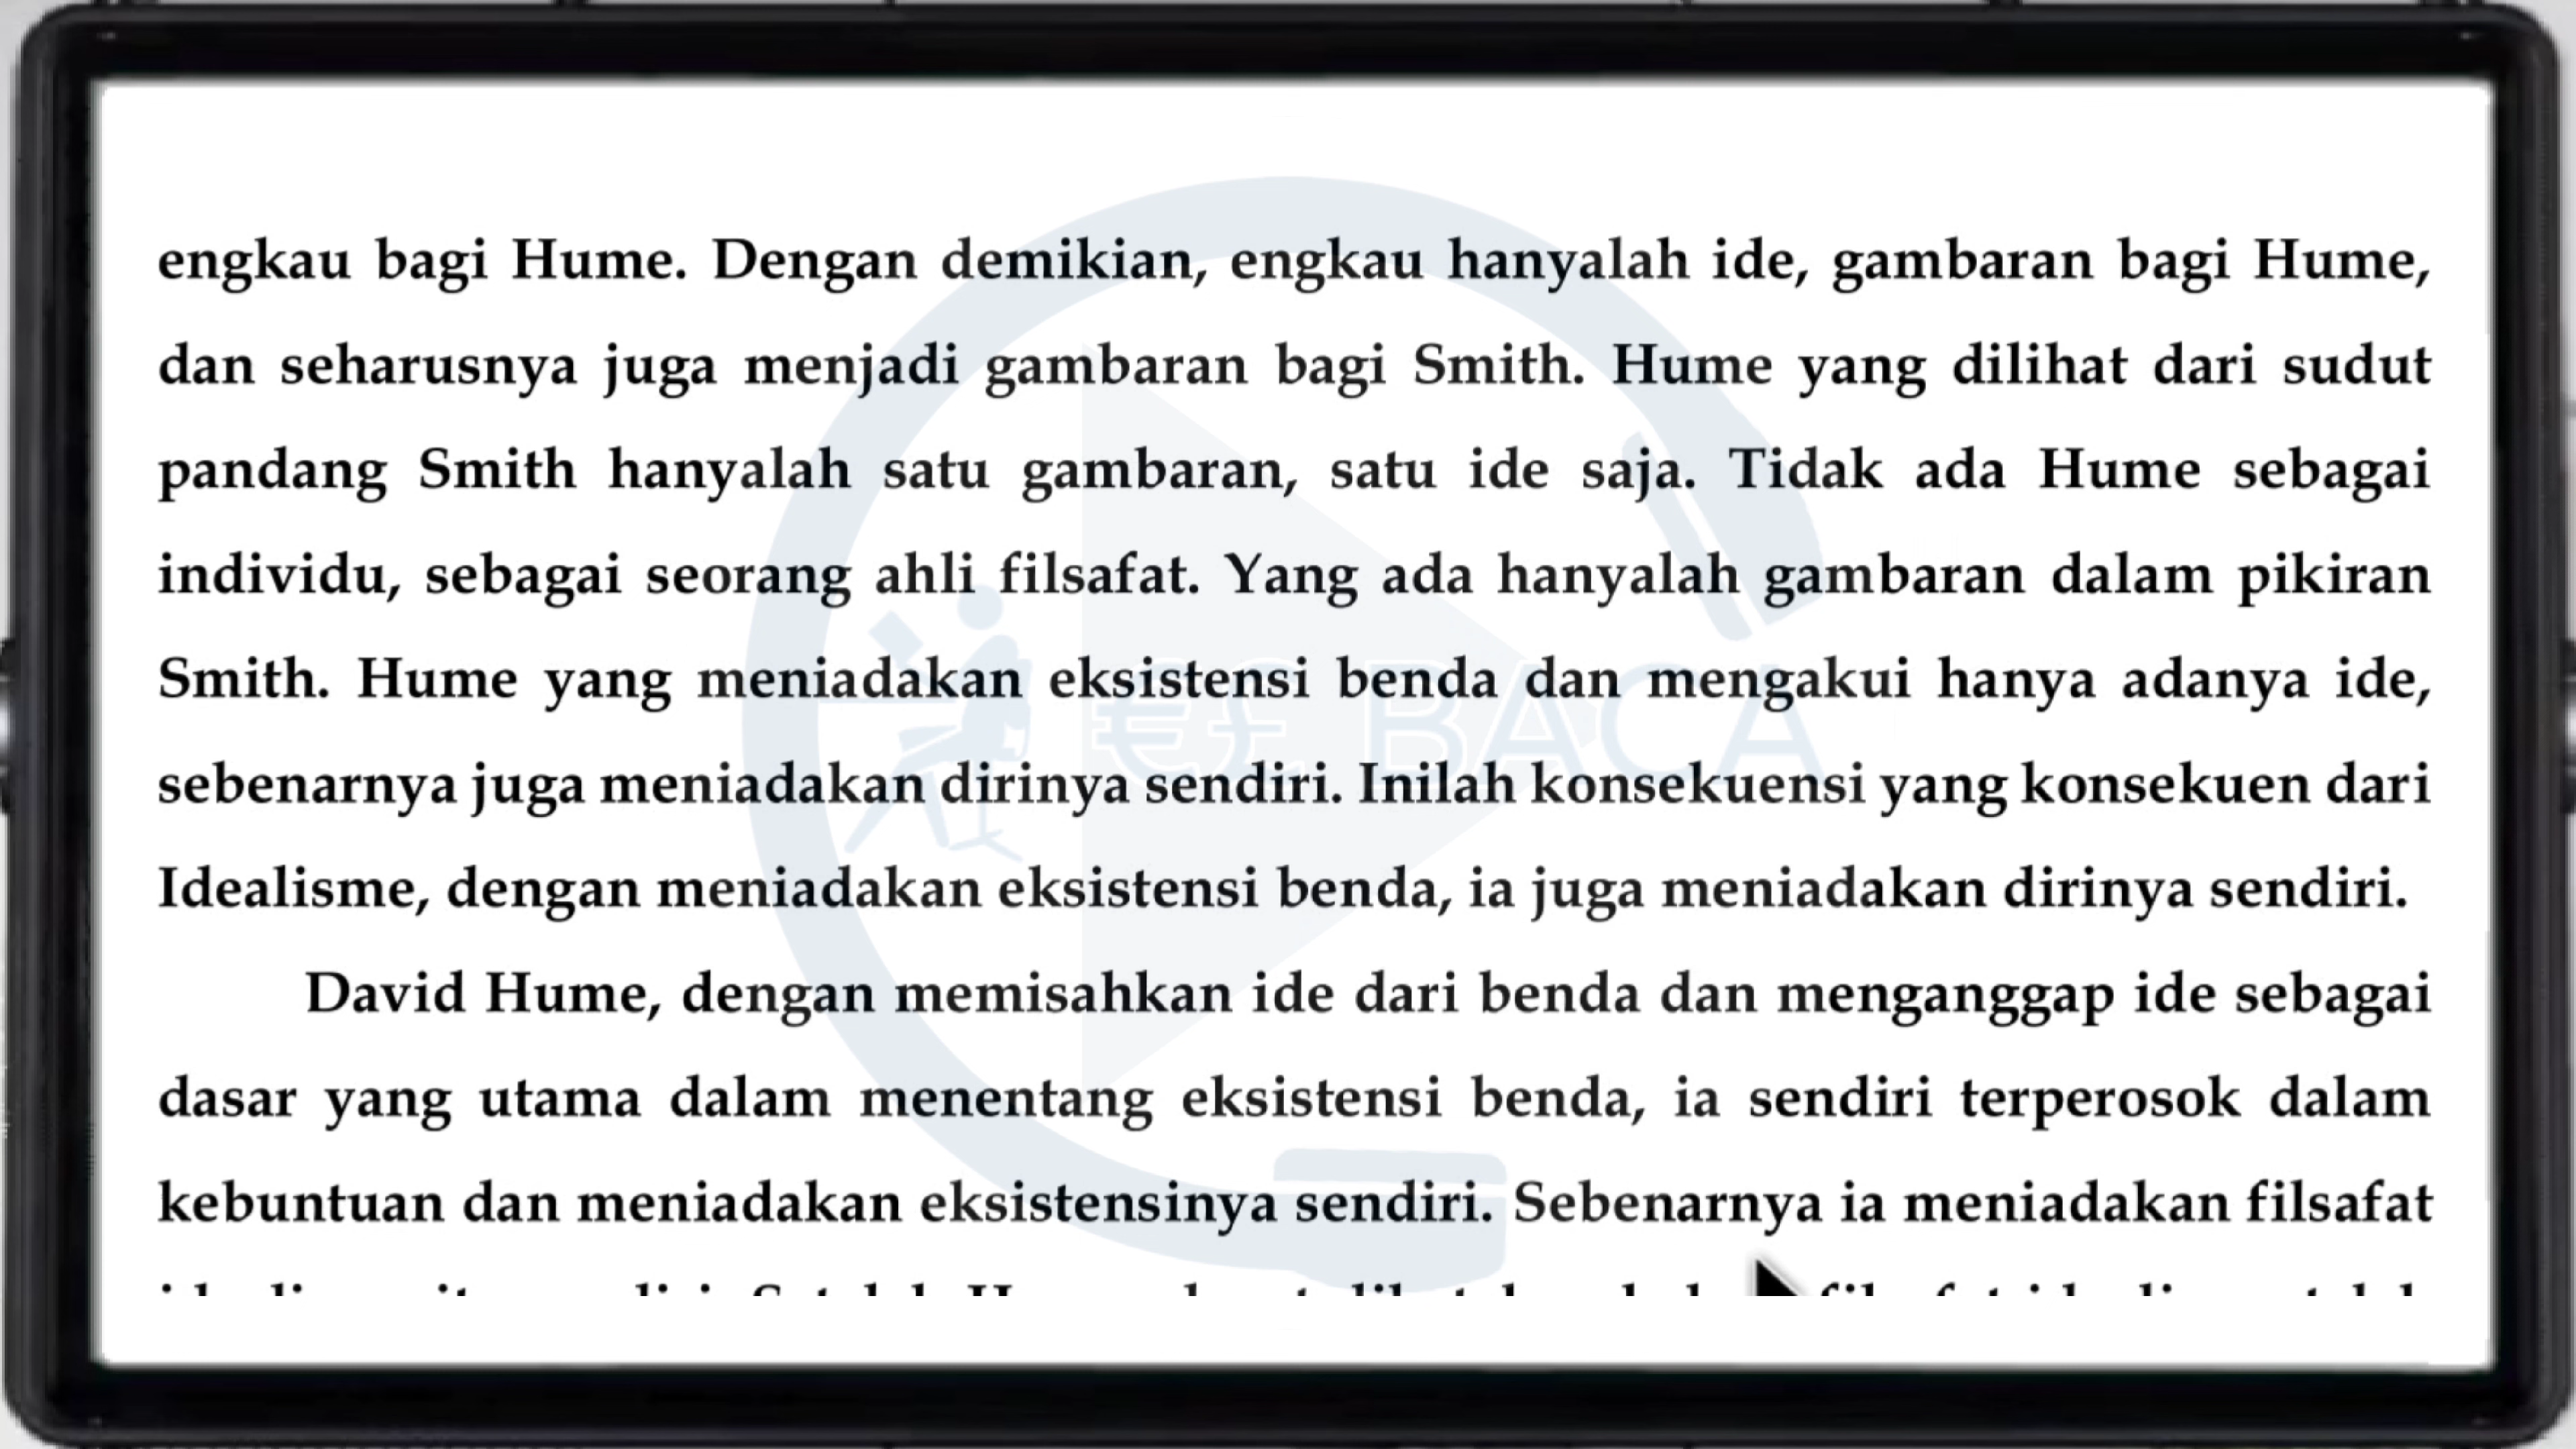 engkau bagi Hume. Dengan demikian, engkau hanyalah ide, gambaran bagi Hume,
dan seharusnya juga menjadi gambaran bagi Smith. Hume yang dilihat dari sudut
pandang Smith hanyalah satu gambaran, satu ide saja. Tidak ada Hume sebagai
individu, sebagai seorang ahli filsafat. Yang ada hanyalah gambaran dalam pikiran
Smith. Hume yang meniadakan eksistensi benda dan mengakui hanya adanya ide,
€£ BACA
sebenarnya juga meniadakan dirinya sendiri. Inilah konsekuensi yang konsekuen dari
Idealisme, dengan meniadakan eksistensi benda, ia juga meniadakan dirinya sendiri.
David Hume, dengan memisahkan ide dari benda dan menganggap ide sebagai
dasar yang utama dalam menentang eksistensi benda, ia sendiri terperosok dalam
kebuntuan dan meniadakan eksistensinya sendiri. Sebenarnya ia meniadakan filsafat